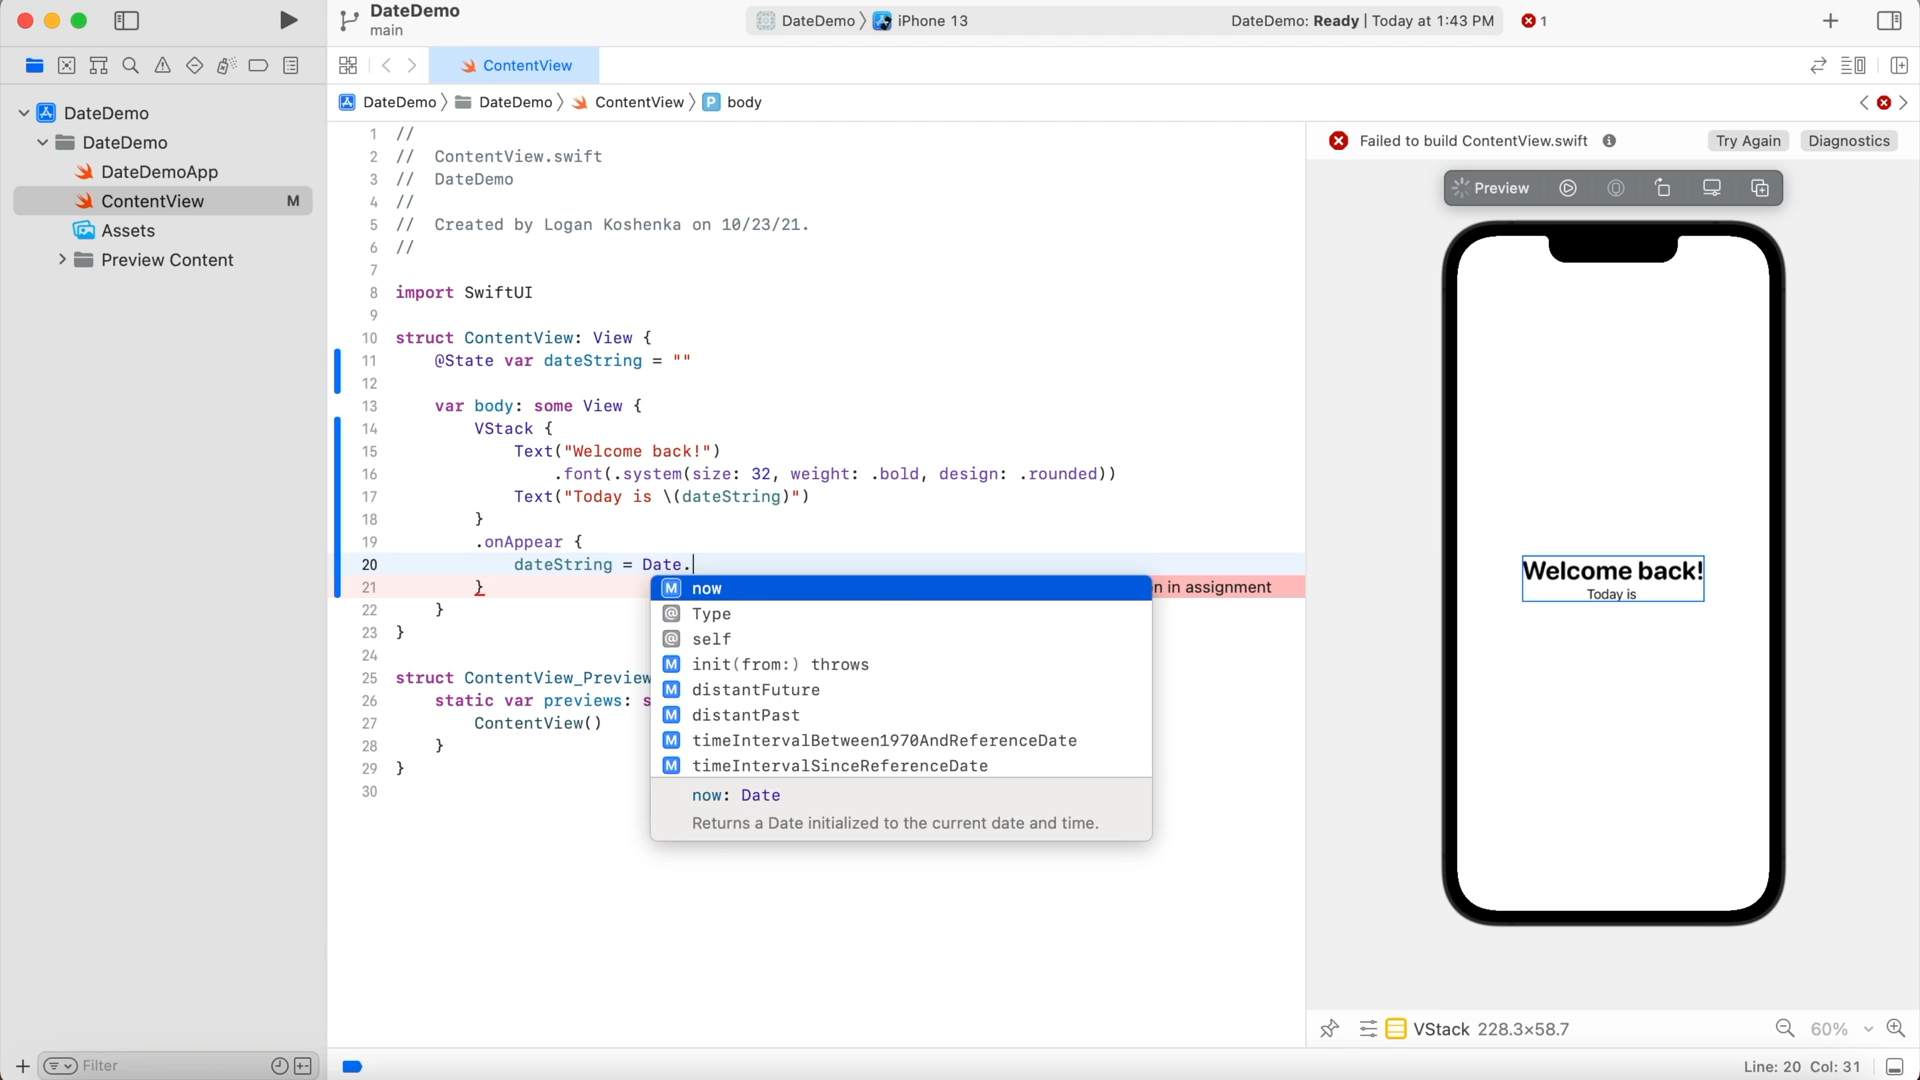 DateDemo
main
DateDemo
iPhone 13
DateDemo: Ready | Today at 1:43 PM
1
ContentView
DateDemo
DateDemo
ContentView
body
DateDemo
DateDemo
DateDemoApp
ContentView
M
Assets
Preview Content
1 //
2 // ContentView.swift
3 // DateDemo
4 //
5 // Created by Logan Koshenka on 10/23/21.
6 //
7
8 import SwiftUI
9
10 struct ContentView: View {
11 @State var dateString = ""
12
13 var body: some View {
14 VStack {
15 Text("Welcome back!")
16 .font(.system(size: 32, weight: .bold, design: .rounded))
17 Text("Today is \(dateString)")
18 }
19 .onAppear {
20 dateString = Date.
21 }
n in assignment
22 }
23 }
24
25 struct ContentView_Preview
26 static var previews: s
27 ContentView()
28 }
29 }
30
M now
@ Type
@ self
M init(from:) throws
M distantFuture
M distantPast
M timeIntervalBetween1970AndReferenceDate
M timeIntervalSinceReferenceDate
now: Date
Returns a Date initialized to the current date and time.
Failed to build ContentView.swift
Try Again
Diagnostics
Preview
Welcome back!
Today is
VStack 228.3×58.7
60%
Filter
Line: 20 Col: 31